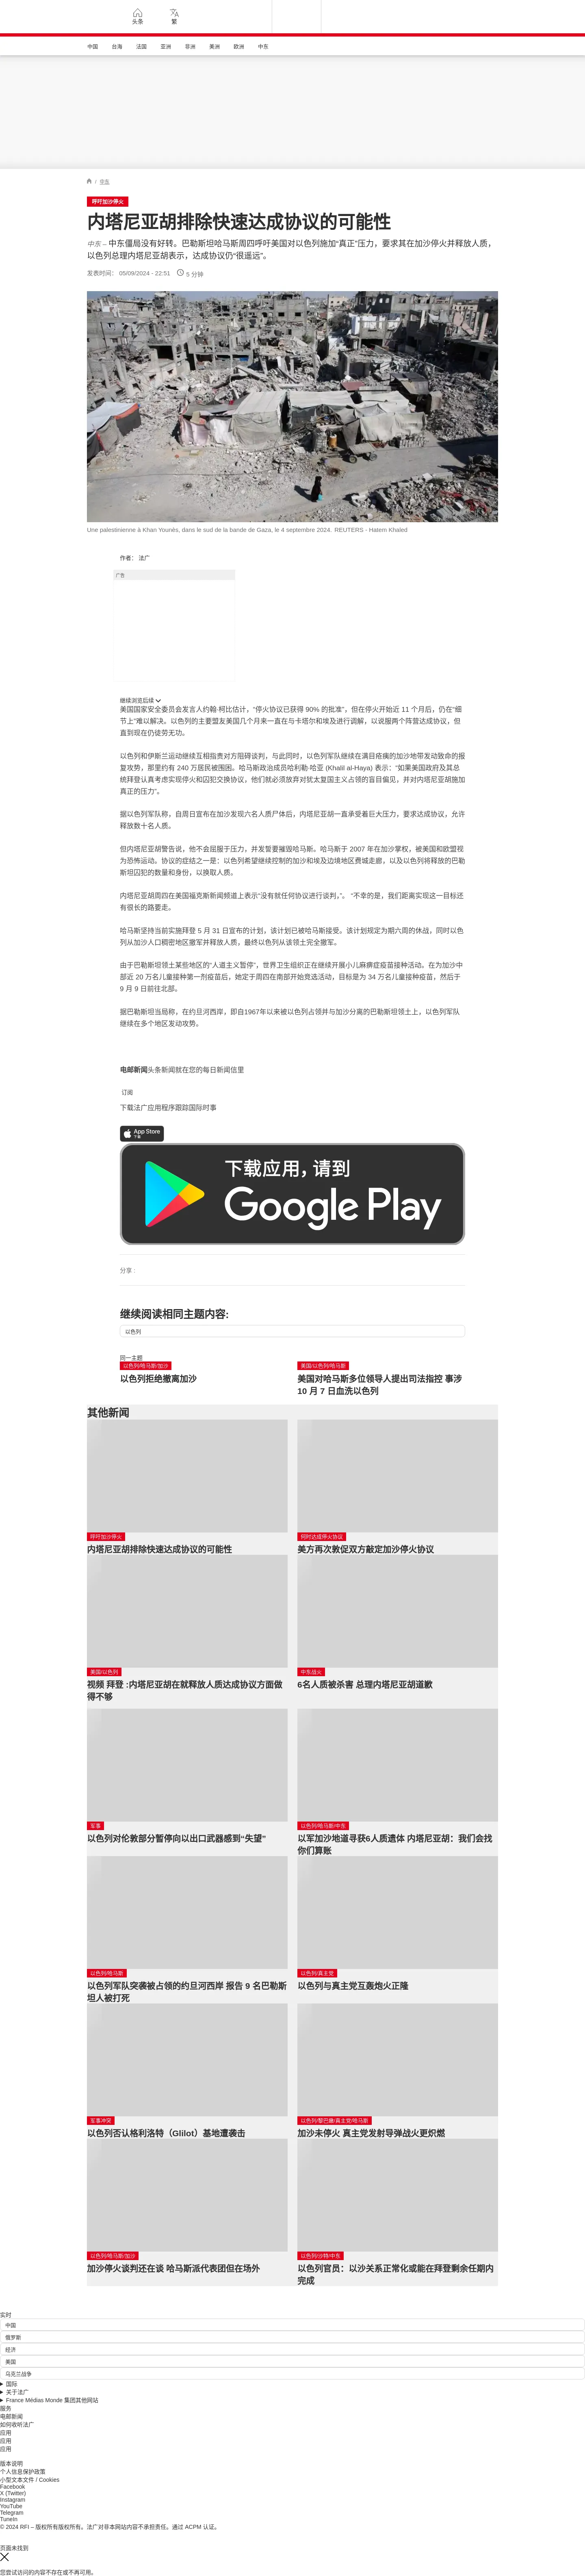 头条
繁
中国
台海
法国
亚洲
非洲
美洲
欧洲
中东
/ 中东
呼吁加沙停火
内塔尼亚胡排除快速达成协议的可能性
中东 – 中东僵局没有好转。巴勒斯坦哈马斯周四呼吁美国对以色列施加“真正”压力，要求其在加沙停火并释放人质，
以色列总理内塔尼亚胡表示，达成协议仍“很遥远”。
发表时间： 05/09/2024 - 22:51
5 分钟
Une palestinienne à Khan Younès, dans le sud de la bande de Gaza, le 4 septembre 2024. REUTERS - Hatem Khaled
作者： 法广
广告
继续浏览后续
美国国家安全委员会发言人约翰·柯比估计，“停火协议已获得 90% 的批准”，但在停火开始近 11 个月后，仍在“细
节上”难以解决。以色列的主要盟友美国几个月来一直在与卡塔尔和埃及进行调解，以说服两个阵营达成协议，但
直到现在仍徒劳无功。
以色列和伊斯兰运动继续互相指责对方阻碍谈判，与此同时，以色列军队继续在满目疮痍的加沙地带发动致命的报
复攻势，那里约有 240 万居民被围困。哈马斯政治成员哈利勒·哈亚 (Khalil al-Haya) 表示：“如果美国政府及其总
统拜登认真考虑实现停火和囚犯交换协议，他们就必须放弃对犹太复国主义占领的盲目偏见，并对内塔尼亚胡施加
真正的压力”。
据以色列军队称，自周日宣布在加沙发现六名人质尸体后，内塔尼亚胡一直承受着巨大压力，要求达成协议，允许
释放数十名人质。
但内塔尼亚胡警告说，他不会屈服于压力，并发誓要摧毁哈马斯。哈马斯于 2007 年在加沙掌权，被美国和欧盟视
为恐怖运动。协议的症结之一是：以色列希望继续控制的加沙和埃及边境地区费城走廊，以及以色列将释放的巴勒
斯坦囚犯的数量和身份，以换取人质。
内塔尼亚胡周四在美国福克斯新闻频道上表示“没有就任何协议进行谈判，”。 “不幸的是，我们距离实现这一目标还
有很长的路要走。
哈马斯坚持当前实施拜登 5 月 31 日宣布的计划，该计划已被哈马斯接受。该计划规定为期六周的休战，同时以色
列从加沙人口稠密地区撤军并释放人质，最终以色列从该领土完全撤军。
由于巴勒斯坦领土某些地区的“人道主义暂停”，世界卫生组织正在继续开展小儿麻痹症疫苗接种活动。在为加沙中
部近 20 万名儿童接种第一剂疫苗后，她定于周四在南部开始竞选活动，目标是为 34 万名儿童接种疫苗，然后于
9 月 9 日前往北部。
据巴勒斯坦当局称，在约旦河西岸，即自1967年以来被以色列占领并与加沙分离的巴勒斯坦领土上，以色列军队
继续在多个地区发动攻势。
电邮新闻头条新闻就在您的每日新闻信里
订阅
下载法广应用程序跟踪国际时事
App Store
下载
下载应用，请到
Google Play
分享 :
继续阅读相同主题内容:
以色列
同一主题
以色列/哈马斯/加沙
以色列拒绝撤离加沙
美国/以色列/哈马斯
美国对哈马斯多位领导人提出司法指控 事涉
10 月 7 日血洗以色列
其他新闻
呼吁加沙停火
内塔尼亚胡排除快速达成协议的可能性
何时达成停火协议
美方再次敦促双方敲定加沙停火协议
美国/以色列
视频 拜登 :内塔尼亚胡在就释放人质达成协议方面做
得不够
中东战火
6名人质被杀害 总理内塔尼亚胡道歉
军事
以色列对伦敦部分暂停向以出口武器感到“失望”
以色列/哈马斯/中东
以军加沙地道寻获6人质遗体 内塔尼亚胡：我们会找
你们算账
以色列/哈马斯
以色列军队突袭被占领的约旦河西岸 报告 9 名巴勒斯
坦人被打死
以色列/真主党
以色列与真主党互轰炮火正隆
军事冲突
以色列否认格利洛特（Glilot）基地遭袭击
以色列/黎巴嫩/真主党/哈马斯
加沙未停火 真主党发射导弹战火更炽燃
以色列/哈马斯/加沙
加沙停火谈判还在谈 哈马斯派代表团但在场外
以色列/沙特/中东
以色列官员：以沙关系正常化或能在拜登剩余任期内
完成
实时
中国
俄罗斯
经济
美国
乌克兰战争
国际
关于法广
France Médias Monde 集团其他网站
服务
电邮新闻
如何收听法广
应用
应用
应用
版本说明
个人信息保护政策
小型文本文件 / Cookies
Facebook
X (Twitter)
Instagram
YouTube
Telegram
TuneIn
© 2024 RFI – 版权所有版权所有。法广对非本网站内容不承担责任。通过 ACPM 认证。
页面未找到
您尝试访问的内容不存在或不再可用。